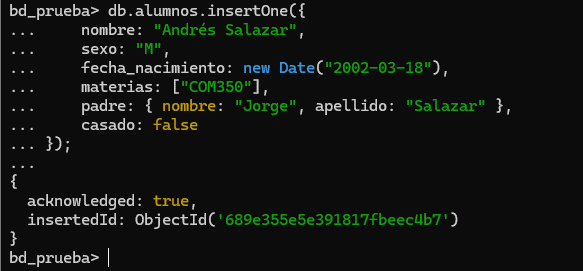 bd_prueba> db.alumnos.insertOne({
...     nombre: "Andrés Salazar",
...     sexo: "M",
...     fecha_nacimiento: new Date("2002-03-18"),
...     materias: ["COM350"],
...     padre: { nombre: "Jorge", apellido: "Salazar" },
...     casado: false
... });
...
{
  acknowledged: true,
  insertedId: ObjectId('689e355e5e391817fbeec4b7')
}
bd_prueba>